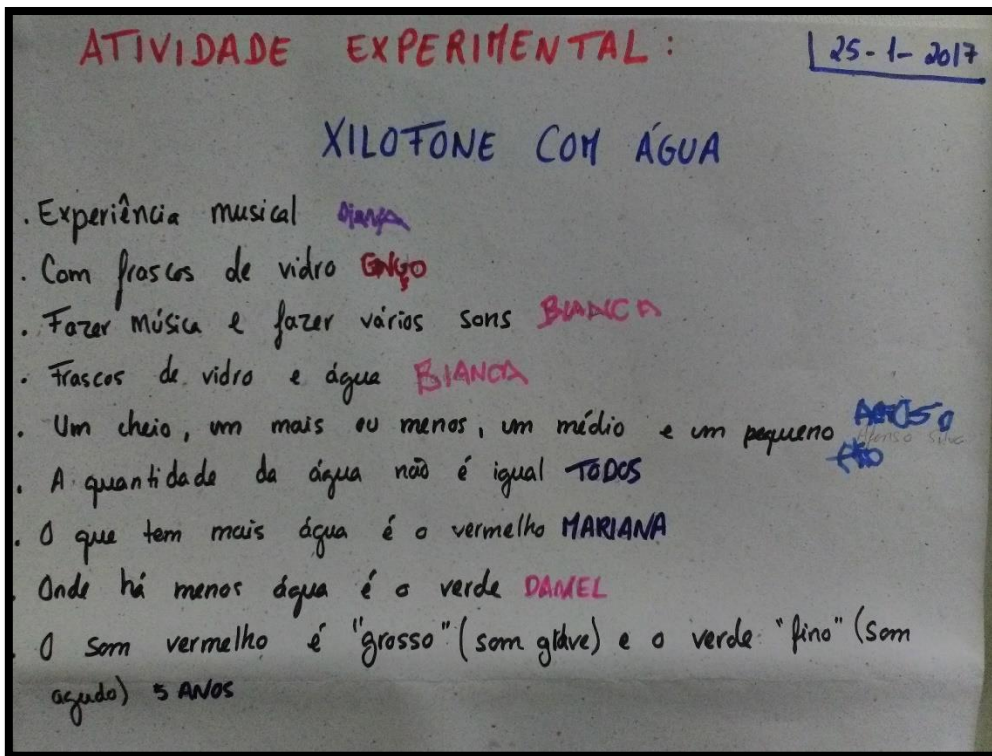 ATIVIDADE EXPERIMENTAL:
25-1-2017
XILOFONE COM ÁGUA
. Experiência musical
. Com frascos de vidro ENÇO
. Fazer música e fazer vários sons BIANCA
. Frascos de vidro e água BIANCA
. Um cheio, um mais ou menos, um médio e um pequeno
Afonso Silva
. A quantidade da água não é igual TODOS
. O que tem mais água é o vermelho MARIANA
. Onde há menos água é o verde DANIEL
. O som vermelho é "grosso" (som grave) e o verde "fino" (som
agudo) 5 ANOS